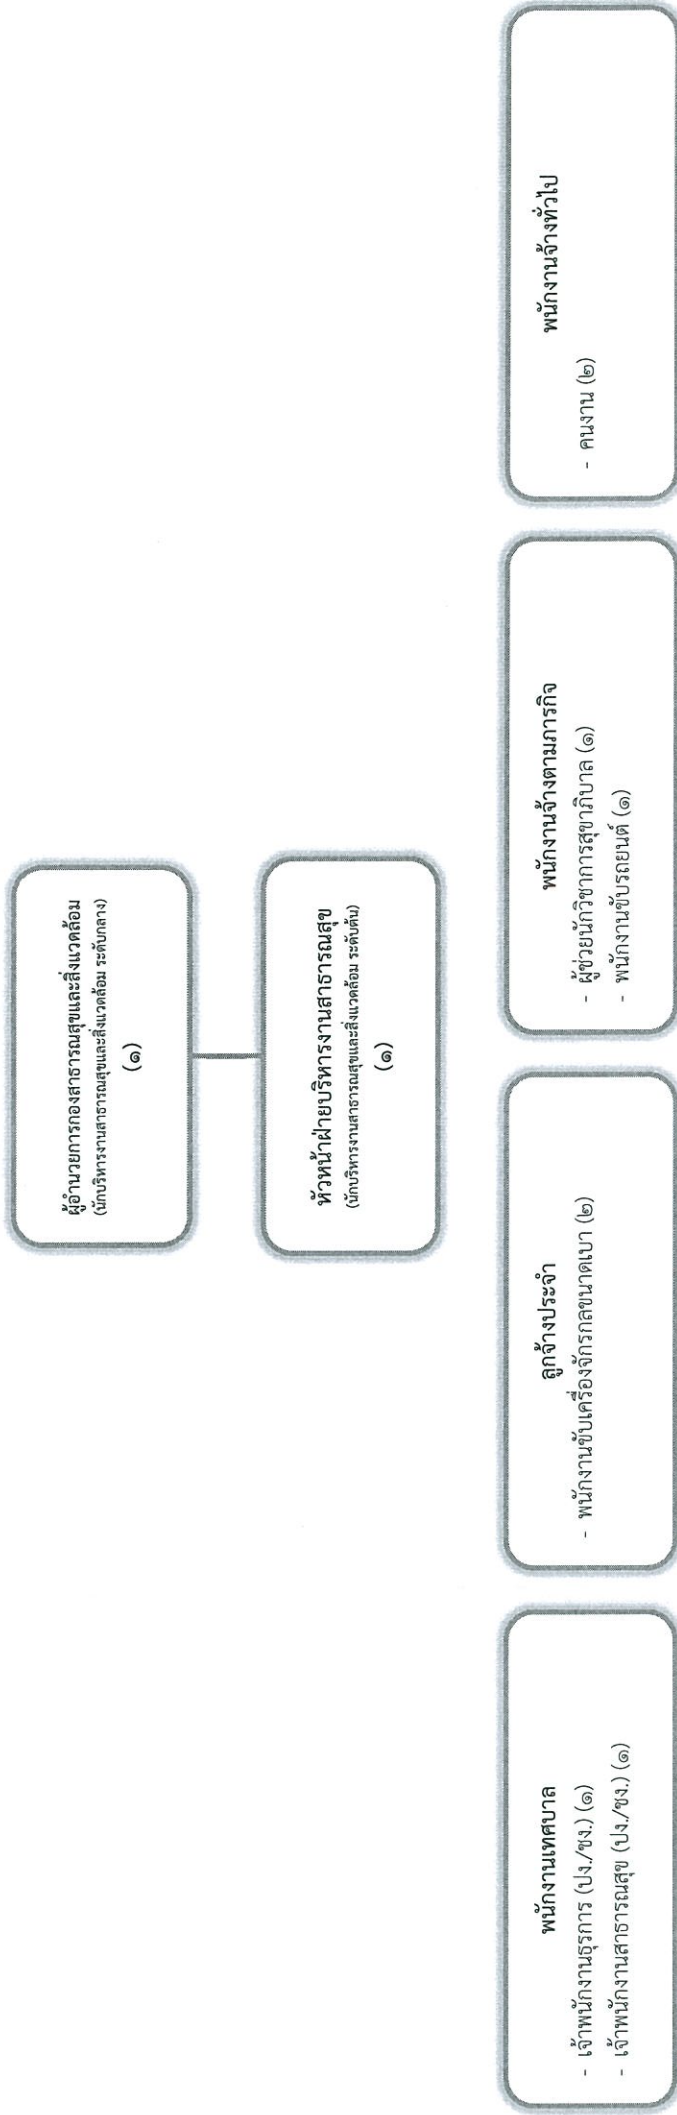 ผู้อำนวยการกองสาธารณสุขและสิ่งแวดล้อม
(นักบริหารงานสาธารณสุขและสิ่งแวดล้อม ระดับกลาง)
(๑)
หัวหน้าฝ่ายบริหารงานสาธารณสุข
(นักบริหารงานสาธารณสุขและสิ่งแวดล้อม ระดับต้น)
(๑)
พนักงานเทศบาล
- เจ้าพนักงานธุรการ (ปง./ชง.) (๑)
- เจ้าพนักงานสาธารณสุข (ปง./ชง.) (๑)
ลูกจ้างประจำ
- พนักงานขับเครื่องจักรกลขนาดเบา (๒)
พนักงานจ้างตามภารกิจ
- ผู้ช่วยนักวิชาการสุขาภิบาล (๑)
- พนักงานขับรถยนต์ (๑)
พนักงานจ้างทั่วไป
- คนงาน (๒)